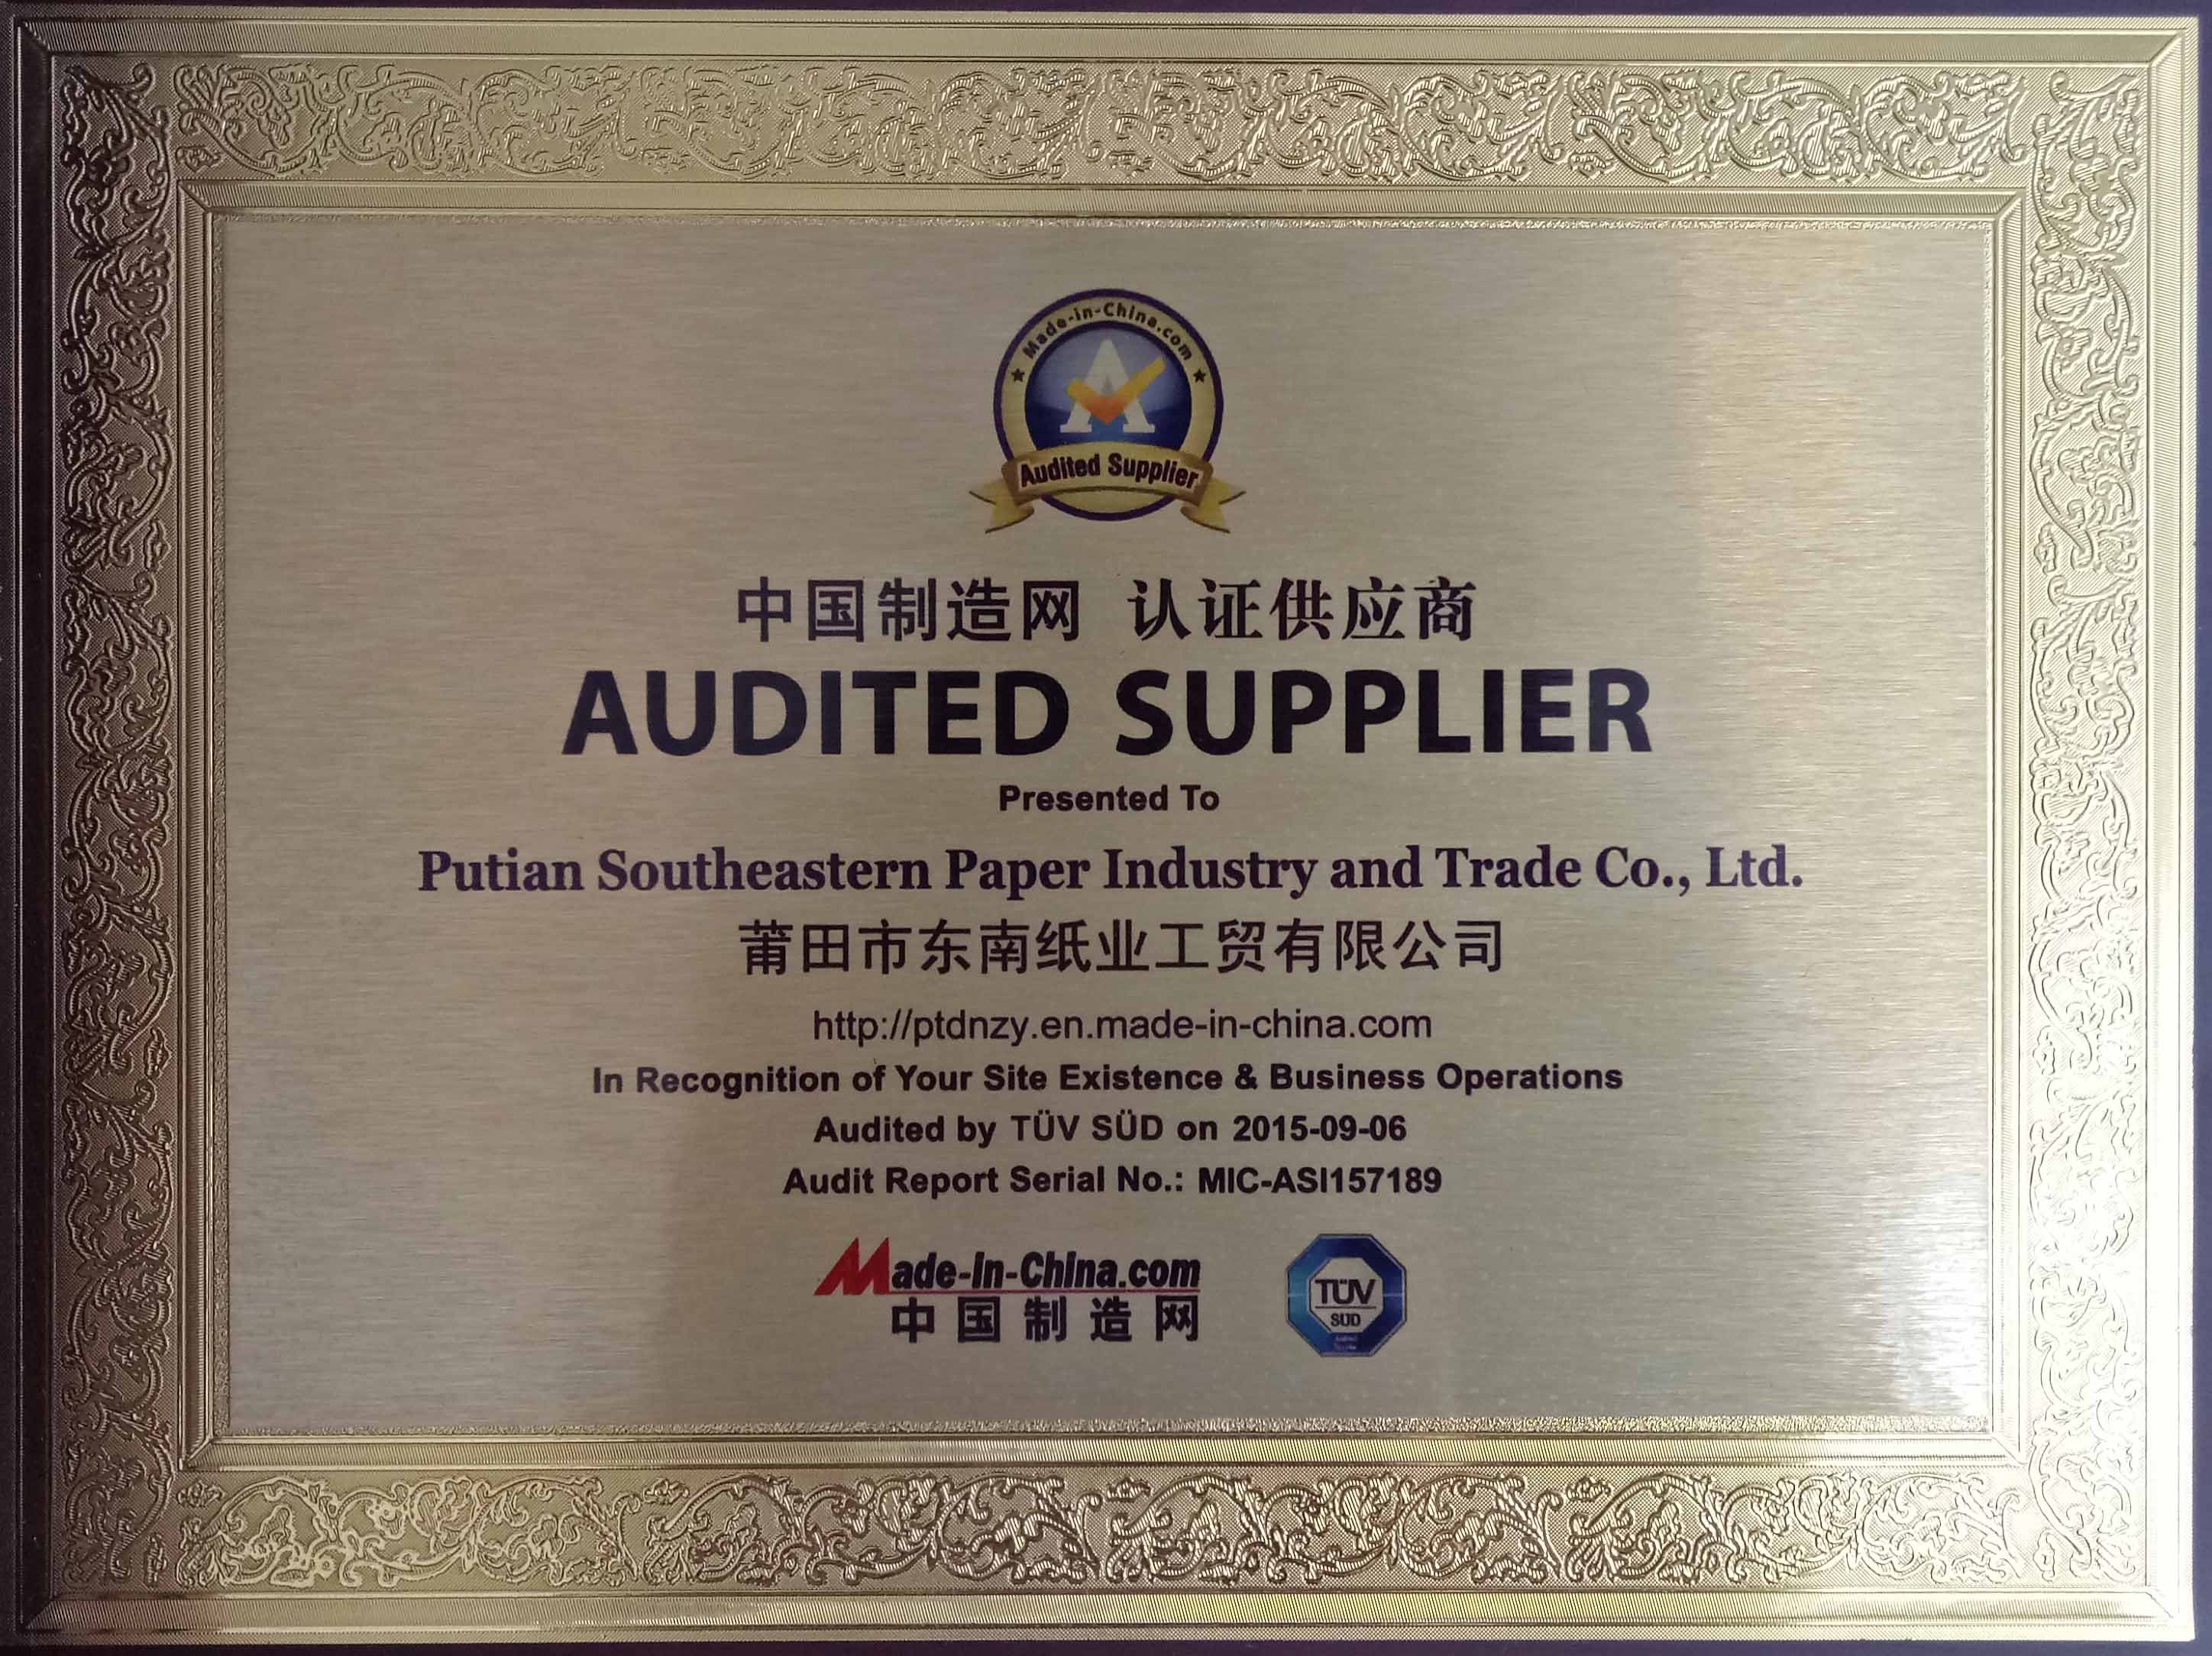 Made-in-China.com
A
Audited Supplier
中国制造网 认证供应商
AUDITED SUPPLIER
Presented To
Putian Southeastern Paper Industry and Trade Co., Ltd.
莆田市东南纸业工贸有限公司
http://ptdnzy.en.made-in-china.com
In Recognition of Your Site Existence & Business Operations
Audited by TÜV SÜD on 2015-09-06
Audit Report Serial No.: MIC-ASI157189
Made-in-China.com
中国制造网
TÜV
SÜD